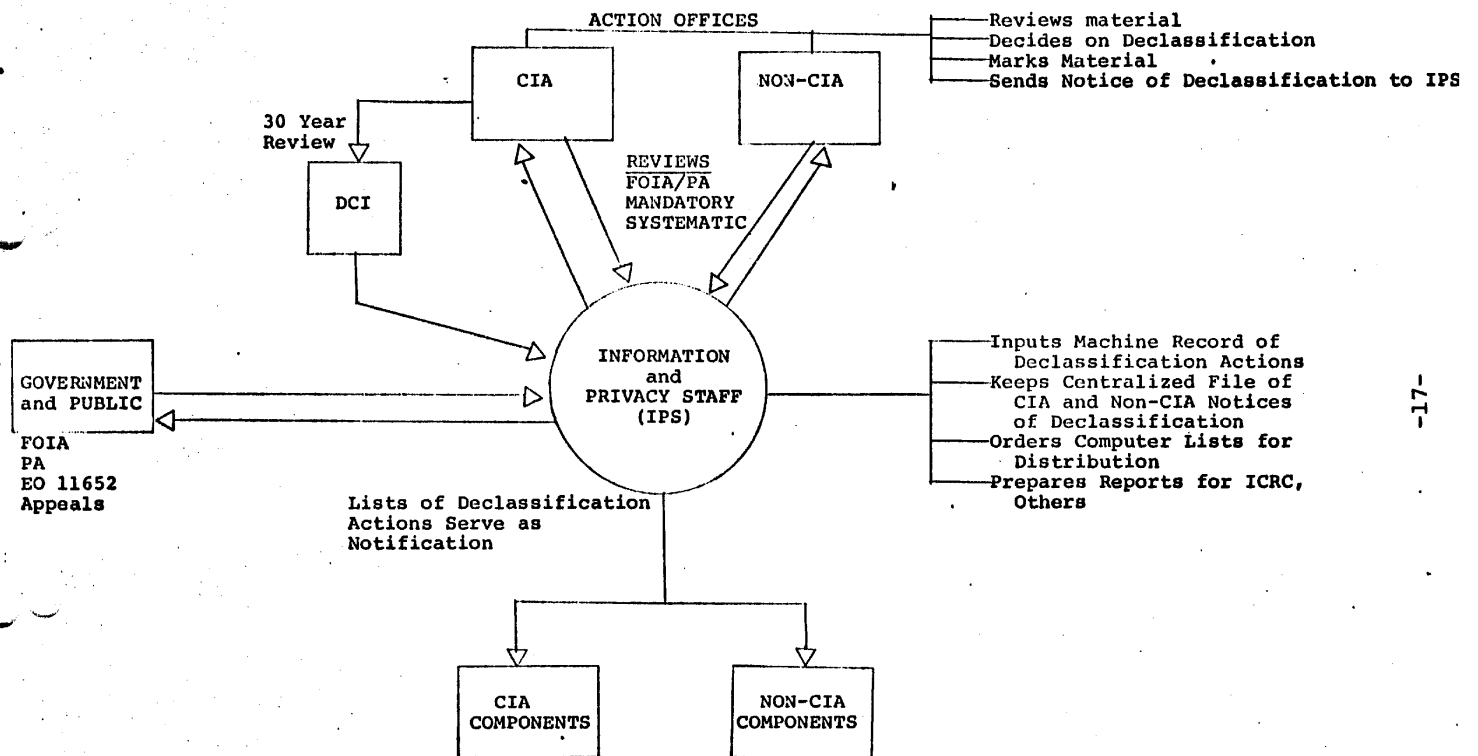 ACTION OFFICES
Reviews material
Decides on Declassification
Marks Material
Sends Notice of Declassification to IPS
CIA
NON-CIA
30 Year
Review
DCI
REVIEWS
FOIA/PA
MANDATORY
SYSTEMATIC
GOVERNMENT
and PUBLIC
FOIA
PA
EO 11652
Appeals
INFORMATION
and
PRIVACY STAFF
(IPS)
Inputs Machine Record of
Declassification Actions
Keeps Centralized File of
CIA and Non-CIA Notices
of Declassification
Orders Computer Lists for
Distribution
Prepares Reports for ICRC,
Others
-17-
Lists of Declassification
Actions Serve as
Notification
CIA
COMPONENTS
NON-CIA
COMPONENTS